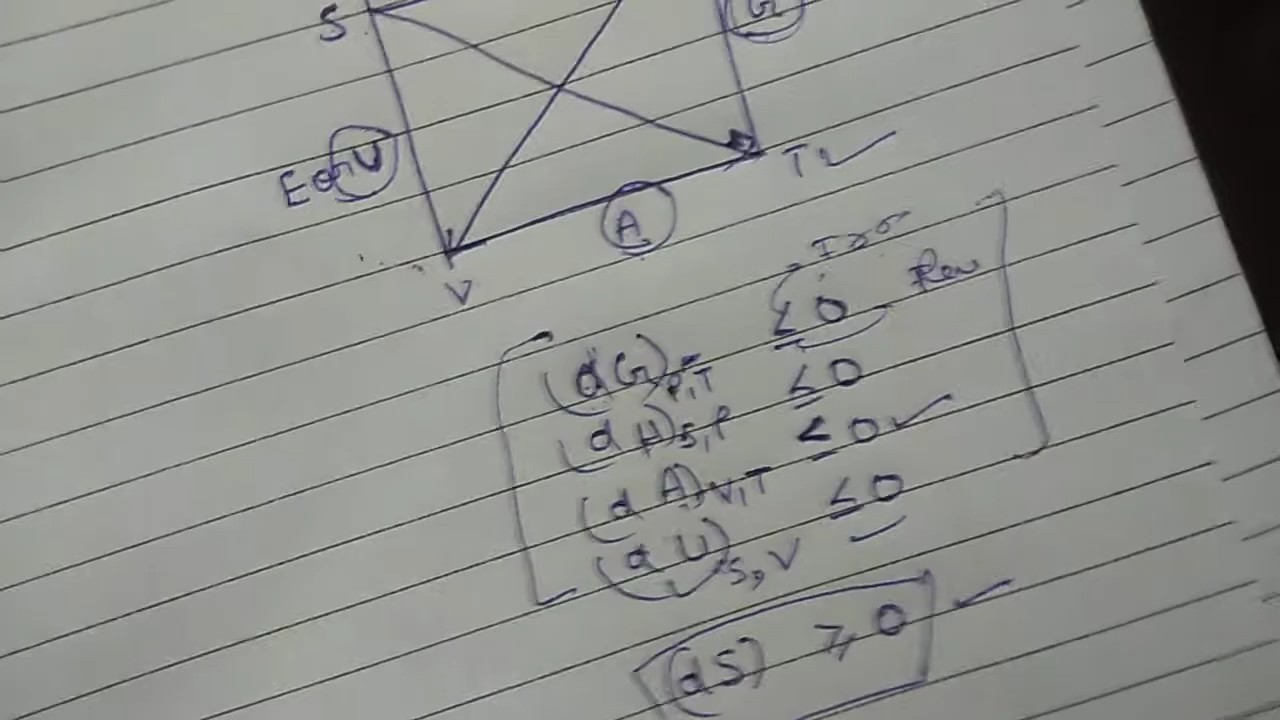 S
G
E or U
T
A
V
Irr
Rev
(dG)P,T ≤ 0
(dH)S,P ≤ 0
(dA)V,T ≤ 0
(dU)S,V ≤ 0
(dS) ≥ 0